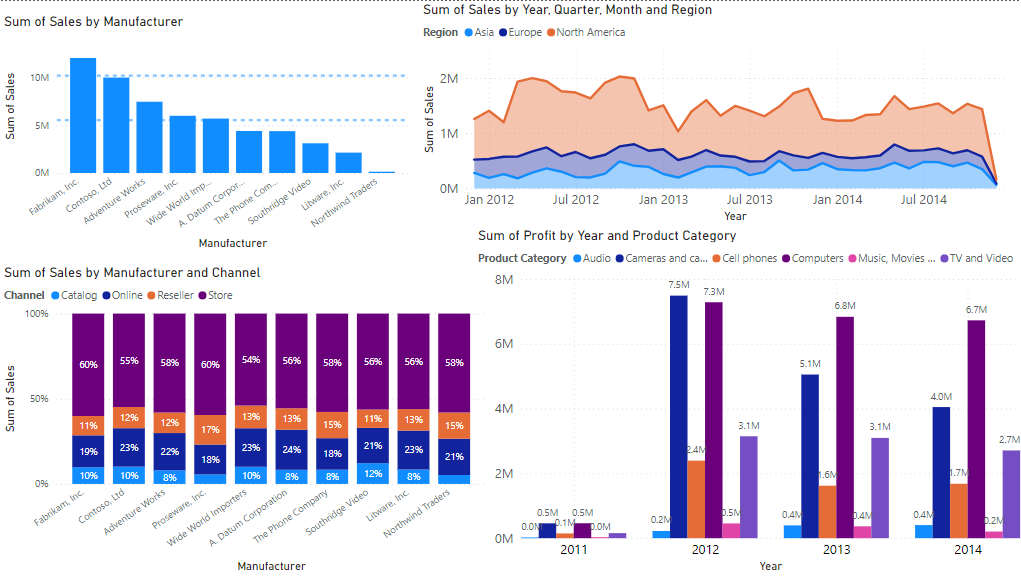 Sum of Sales by Manufacturer
Sum of Sales
10M
5M
0M
Fabrikam, Inc.
Contoso, Ltd
Adventure Works
Proseware, Inc.
Wide World Imp...
A. Datum Corpor...
The Phone Com...
Southridge Video
Litware, Inc.
Northwind Traders
Manufacturer
Sum of Sales by Year, Quarter, Month and Region
Region Asia Europe North America
Sum of Sales
2M
1M
0M
Jan 2012 Jul 2012 Jan 2013 Jul 2013 Jan 2014 Jul 2014
Year
Sum of Sales by Manufacturer and Channel
Channel Catalog Online Reseller Store
Sum of Sales
100%
50%
0%
60% 55% 58% 60% 54% 56% 58% 56% 56% 58%
11% 12% 12% 17% 13% 13% 15% 11% 13% 15%
19% 23% 22% 18% 23% 24% 18% 21% 23% 21%
10% 10% 8% 10% 8% 8% 12% 8%
Fabrikam, Inc.
Contoso, Ltd
Adventure Works
Proseware, Inc.
Wide World Importers
A. Datum Corporation
The Phone Company
Southridge Video
Litware, Inc.
Northwind Traders
Manufacturer
Sum of Profit by Year and Product Category
Product Category Audio Cameras and ca... Cell phones Computers Music, Movies ... TV and Video
8M
6M
4M
2M
0M
0.0M 0.5M 0.1M 0.5M 0.0M
0.2M 7.5M 2.4M 7.3M 0.5M 3.1M
0.4M 5.1M 1.6M 6.8M 0.4M 3.1M
0.4M 4.0M 1.7M 6.7M 0.2M 2.7M
2011 2012 2013 2014
Year